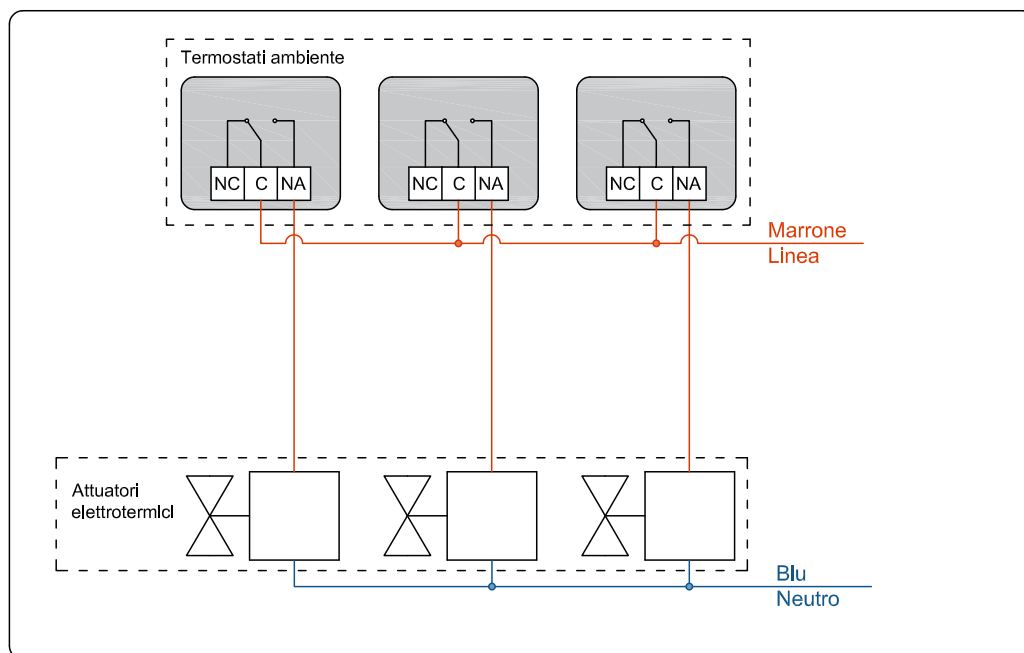 Termostati ambiente
NC C NA
NC C NA
NC C NA
Marrone
Linea
Attuatori
elettrotermici
Blu
Neutro